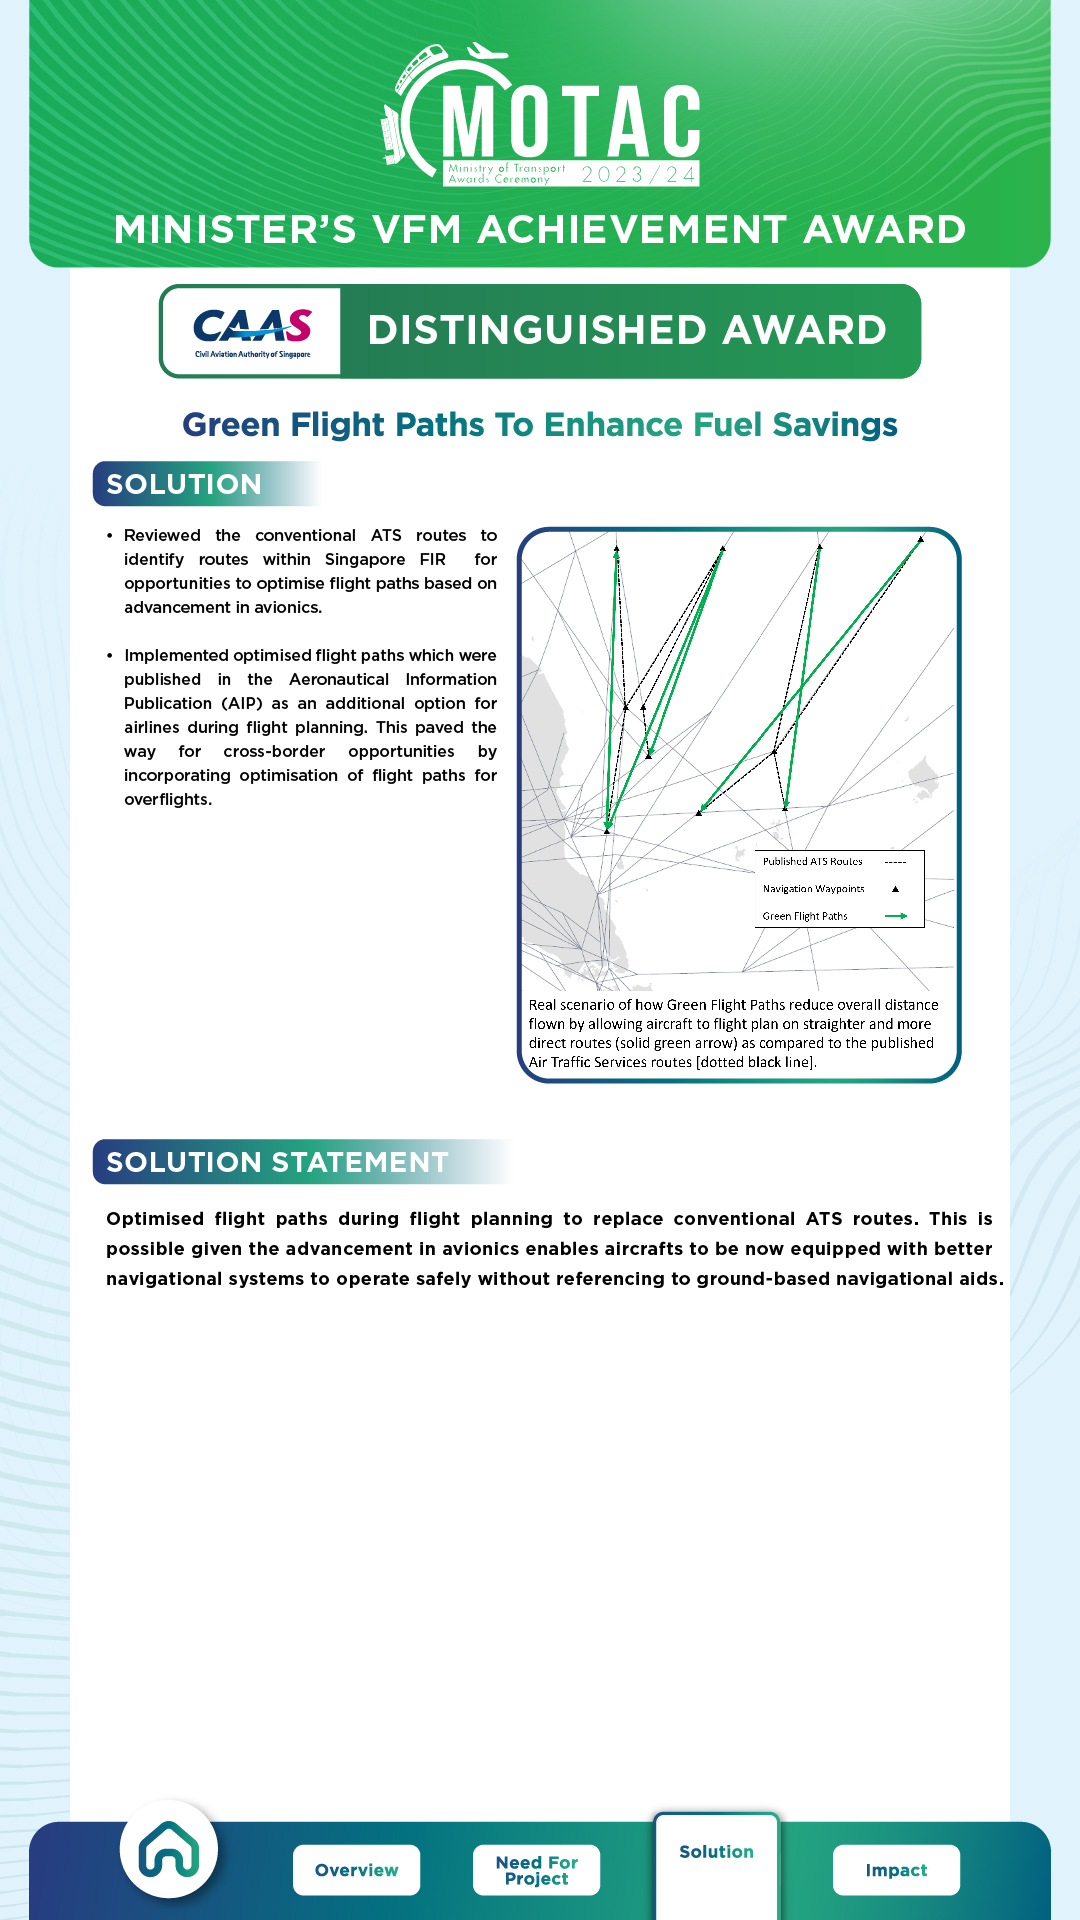 MOTAC
Ministry of Transport
Awards Ceremony
2023/24
MINISTER’S VFM ACHIEVEMENT AWARD
CAAS
Civil Aviation Authority of Singapore
DISTINGUISHED AWARD
Green Flight Paths To Enhance Fuel Savings
SOLUTION
• Reviewed the conventional ATS routes to
identify routes within Singapore FIR for
opportunities to optimise flight paths based on
advancement in avionics.
• Implemented optimised flight paths which were
published in the Aeronautical Information
Publication (AIP) as an additional option for
airlines during flight planning. This paved the
way for cross-border opportunities by
incorporating optimisation of flight paths for
overflights.
Published ATS Routes
Navigation Waypoints
Green Flight Paths
Real scenario of how Green Flight Paths reduce overall distance
flown by allowing aircraft to flight plan on straighter and more
direct routes (solid green arrow) as compared to the published
Air Traffic Services routes [dotted black line].
SOLUTION STATEMENT
Optimised flight paths during flight planning to replace conventional ATS routes. This is
possible given the advancement in avionics enables aircrafts to be now equipped with better
navigational systems to operate safely without referencing to ground-based navigational aids.
Overview
Need For
Project
Solution
Impact